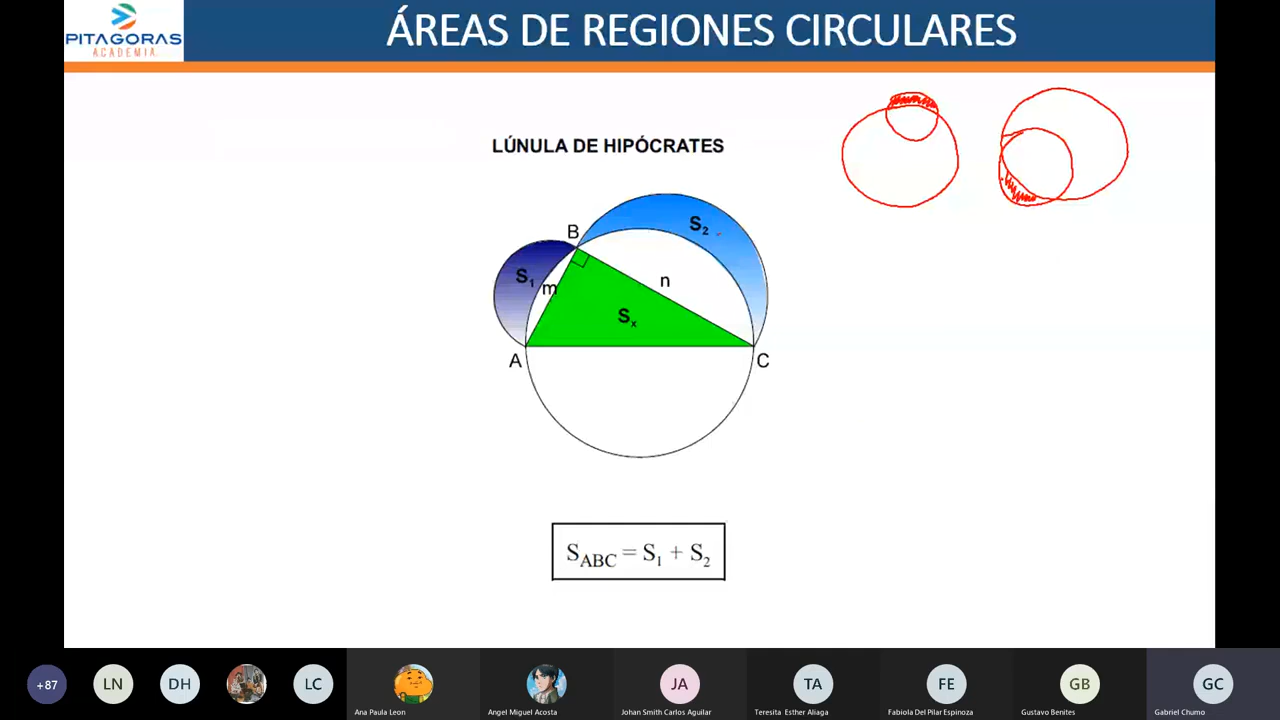 PITAGORAS
ACADEMIA
ÁREAS DE REGIONES CIRCULARES
LÚNULA DE HIPÓCRATES
B
S2
S1
m
n
Sx
A
C
SABC = S1 + S2
+87
LN
DH
LC
Ana Paula Leon
Angel Miguel Acosta
JA
Johan Smith Carlos Aguilar
TA
Teresita Esther Aliaga
FE
Fabiola Del Pilar Espinoza
GB
Gustavo Benites
GC
Gabriel Chumo